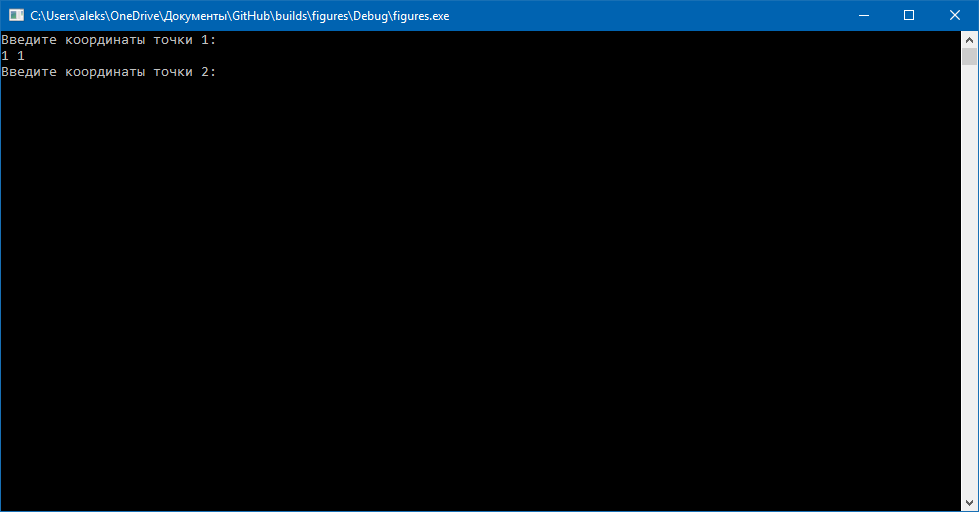 C:\Users\aleks\OneDrive\Документы\GitHub\builds\figures\Debug\figures.exe
Введите координаты точки 1:
1 1
Введите координаты точки 2: